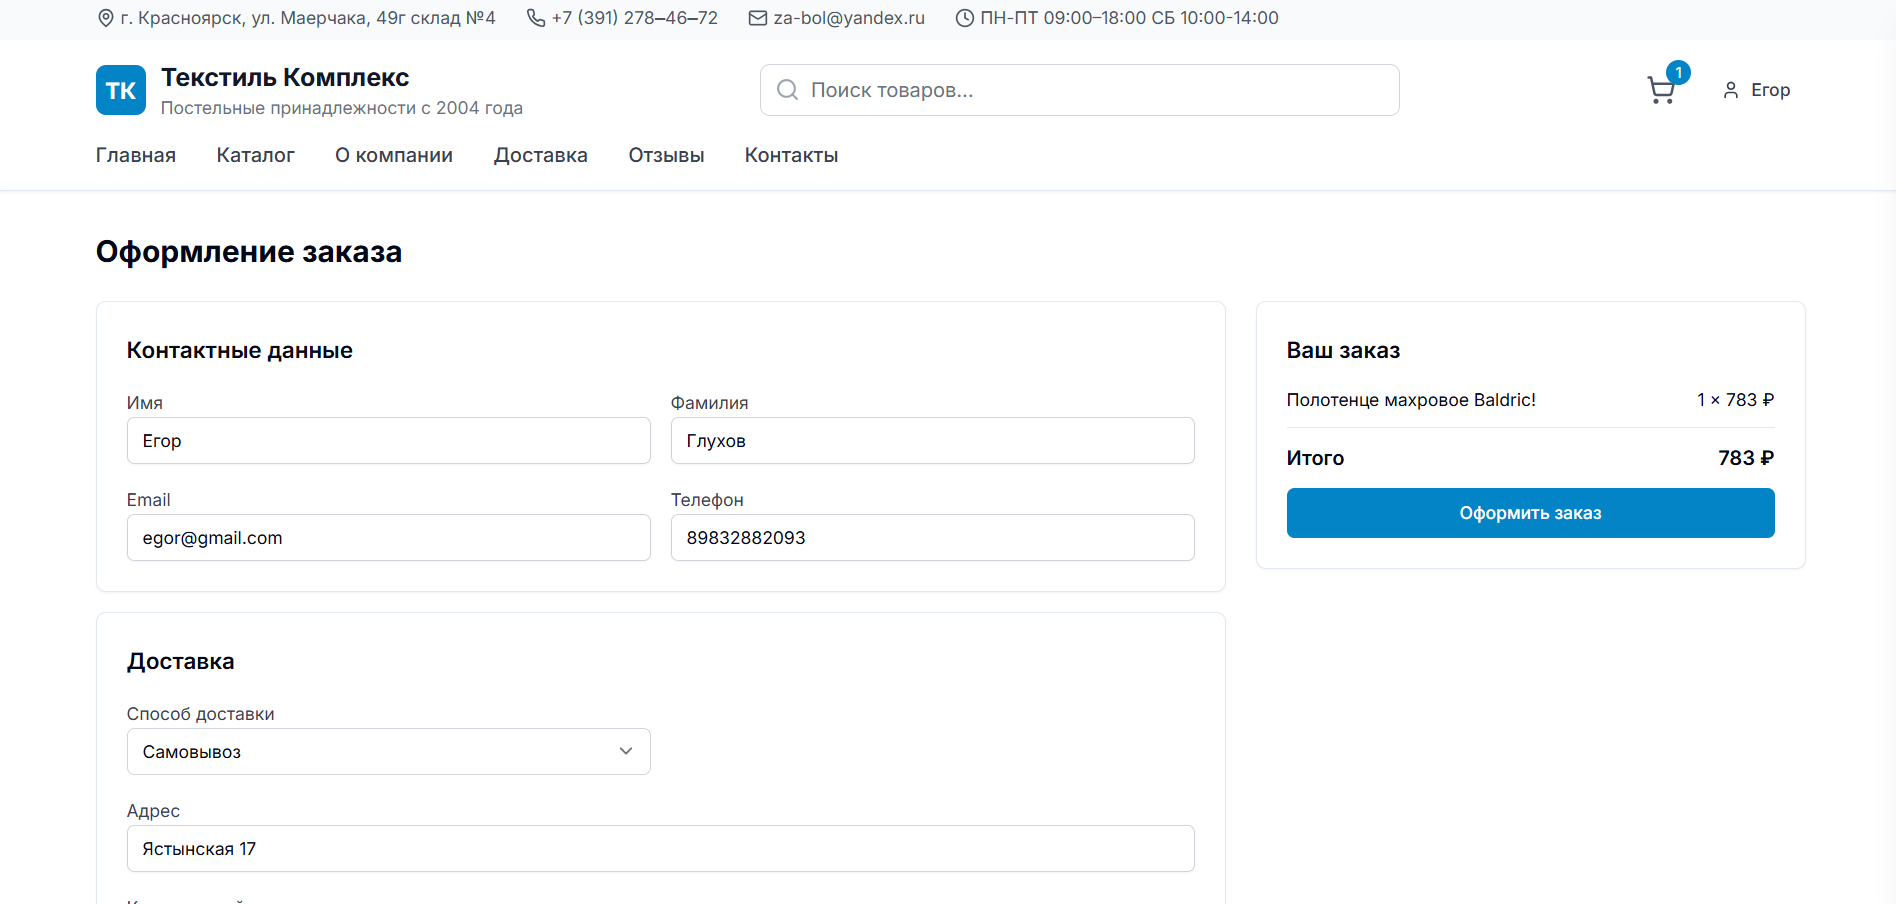 г. Красноярск, ул. Маерчака, 49г склад №4 +7 (391) 278‒46‒72 za-bol@yandex.ru ПН-ПТ 09:00–18:00 СБ 10:00-14:00
ТК Текстиль Комплекс
Постельные принадлежности с 2004 года
Поиск товаров...
1
Егор
Главная Каталог О компании Доставка Отзывы Контакты
Оформление заказа
Контактные данные
Имя Фамилия
Егор Глухов
Email Телефон
egor@gmail.com 89832882093
Доставка
Способ доставки
Самовывоз
Адрес
Ястынская 17
Ваш заказ
Полотенце махровое Baldric! 1 × 783 ₽
Итого 783 ₽
Оформить заказ